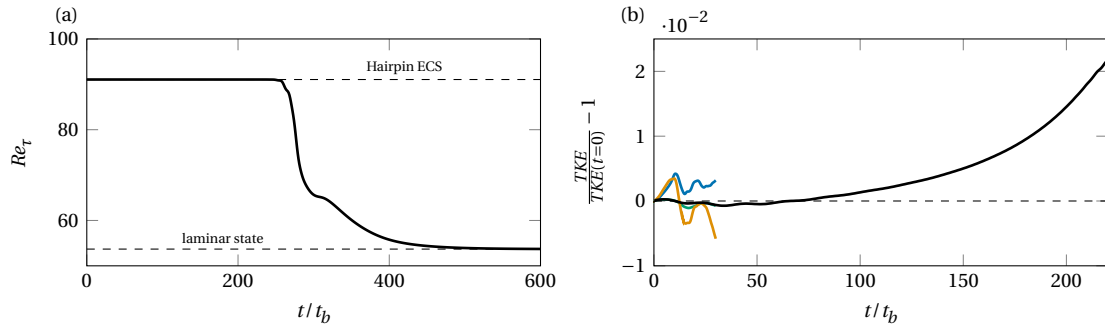 (a)
100
80
60
0
200
400
600
Re_τ
t/t_b
Hairpin ECS
laminar state
(b)
·10^−2
2
1
0
−1
0
50
100
150
200
TKE/TKE(t=0) − 1
t/t_b